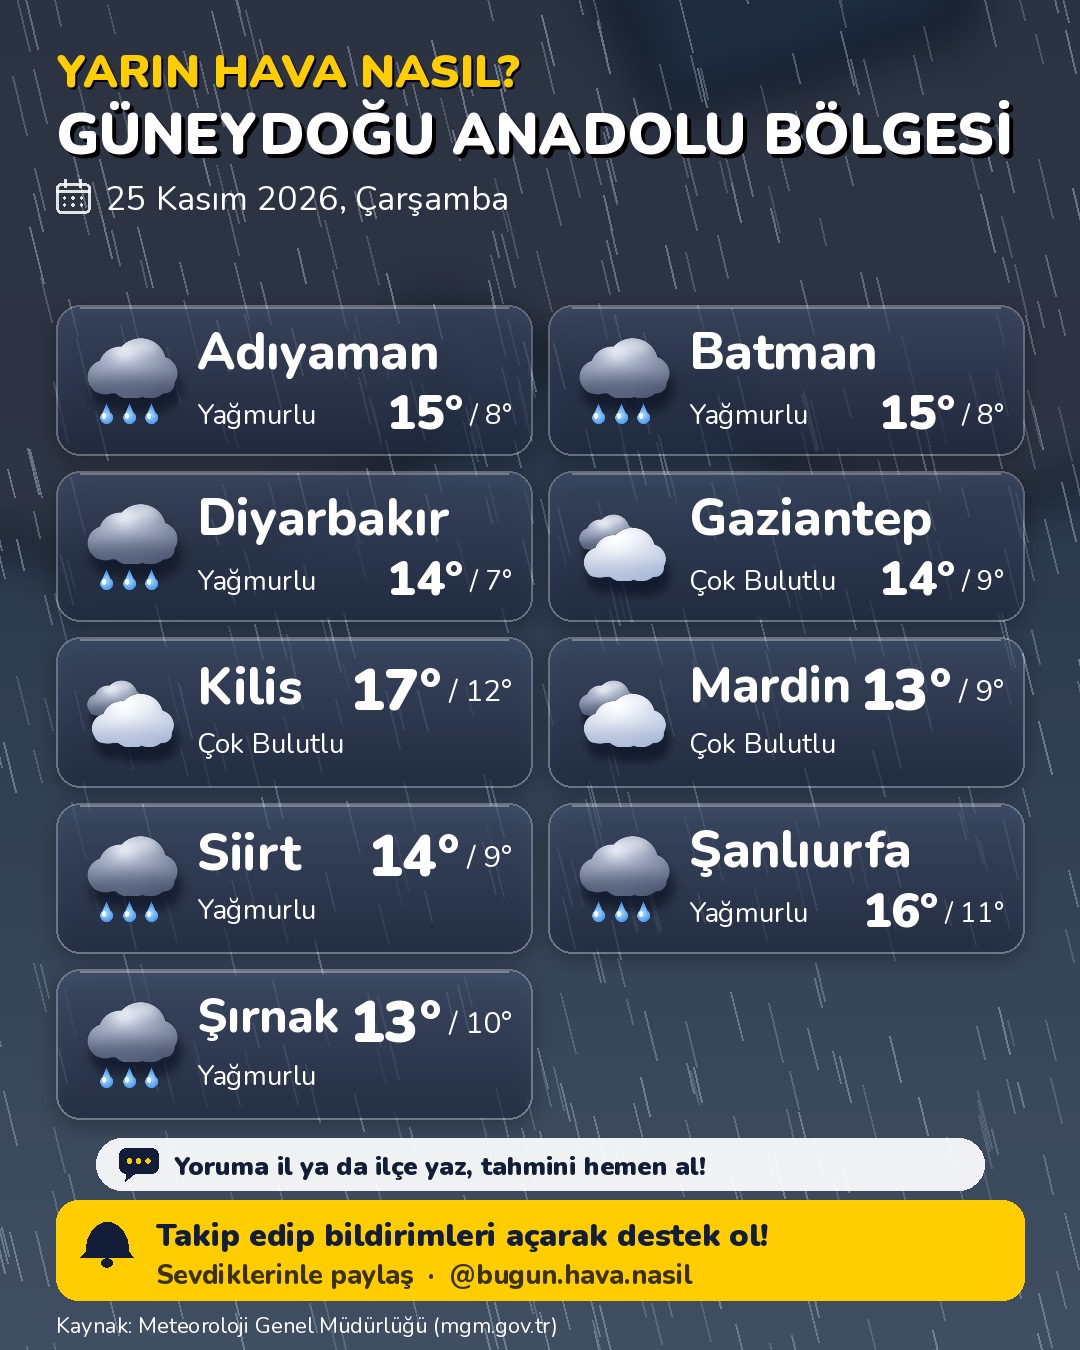 YARIN HAVA NASIL?
GÜNEYDOĞU ANADOLU BÖLGESİ
25 Kasım 2026, Çarşamba
Adıyaman
Yağmurlu 15° / 8°
Batman
Yağmurlu 15° / 8°
Diyarbakır
Yağmurlu 14° / 7°
Gaziantep
Çok Bulutlu 14° / 9°
Kilis 17° / 12°
Çok Bulutlu
Mardin 13° / 9°
Çok Bulutlu
Siirt 14° / 9°
Yağmurlu
Şanlıurfa
Yağmurlu 16° / 11°
Şırnak 13° / 10°
Yağmurlu
Yoruma il ya da ilçe yaz, tahmini hemen al!
Takip edip bildirimleri açarak destek ol!
Sevdiklerinle paylaş · @bugun.hava.nasil
Kaynak: Meteoroloji Genel Müdürlüğü (mgm.gov.tr)